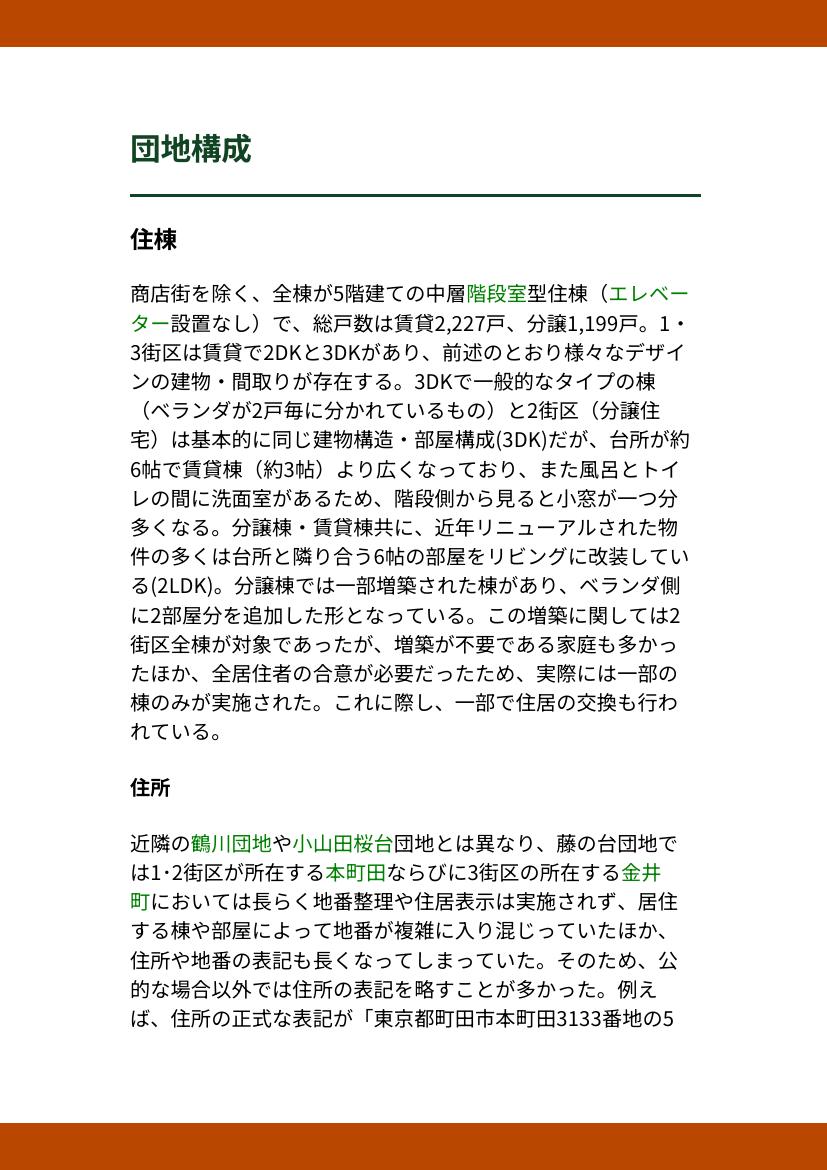 団地構成
住棟
商店街を除く、全棟が5階建ての中層階段室型住棟（エレベー
ター設置なし）で、総戸数は賃貸2,227戸、分譲1,199戸。1・
3街区は賃貸で2DKと3DKがあり、前述のとおり様々なデザイ
ンの建物・間取りが存在する。3DKで一般的なタイプの棟
（ベランダが2戸毎に分かれているもの）と2街区（分譲住
宅）は基本的に同じ建物構造・部屋構成(3DK)だが、台所が約
6帖で賃貸棟（約3帖）より広くなっており、また風呂とトイ
レの間に洗面室があるため、階段側から見ると小窓が一つ分
多くなる。分譲棟・賃貸棟共に、近年リニューアルされた物
件の多くは台所と隣り合う6帖の部屋をリビングに改装してい
る(2LDK)。分譲棟では一部増築された棟があり、ベランダ側
に2部屋分を追加した形となっている。この増築に関しては2
街区全棟が対象であったが、増築が不要である家庭も多かっ
たほか、全居住者の合意が必要だったため、実際には一部の
棟のみが実施された。これに際し、一部で住居の交換も行わ
れている。
住所
近隣の鶴川団地や小山田桜台団地とは異なり、藤の台団地で
は1･2街区が所在する本町田ならびに3街区の所在する金井
町においては長らく地番整理や住居表示は実施されず、居住
する棟や部屋によって地番が複雑に入り混じっていたほか、
住所や地番の表記も長くなってしまっていた。そのため、公
的な場合以外では住所の表記を略すことが多かった。例え
ば、住所の正式な表記が「東京都町田市本町田3133番地の5